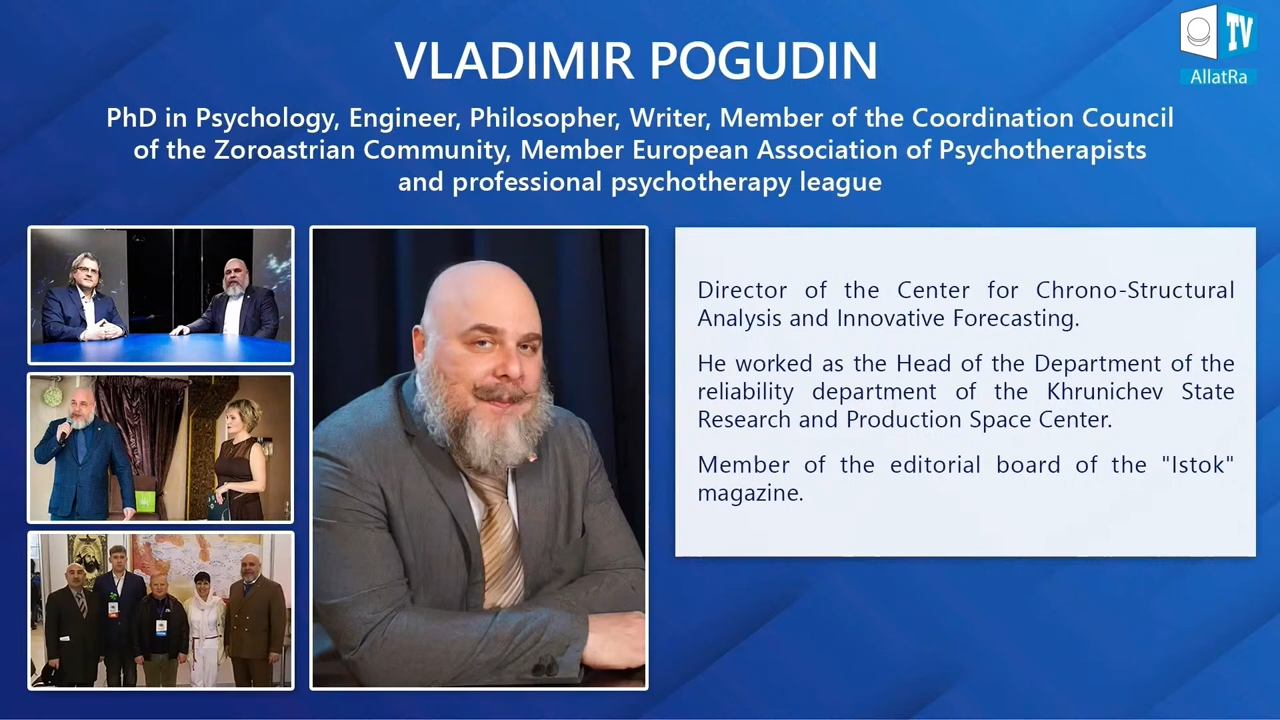 VLADIMIR POGUDIN
TV
AllatRa
PhD in Psychology, Engineer, Philosopher, Writer, Member of the Coordination Council
of the Zoroastrian Community, Member European Association of Psychotherapists
and professional psychotherapy league
Director of the Center for Chrono-Structural
Analysis and Innovative Forecasting.
He worked as the Head of the Department of the
reliability department of the Khrunichev State
Research and Production Space Center.
Member of the editorial board of the "Istok"
magazine.